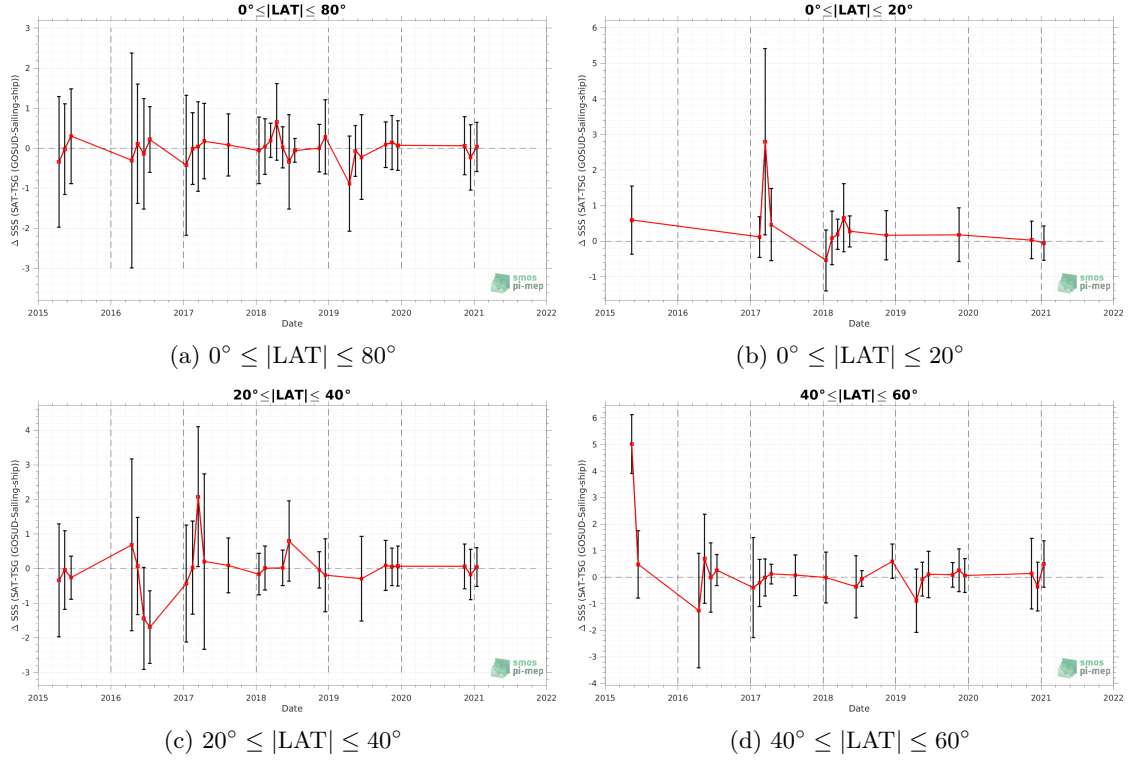 0°≤|LAT|≤ 80°
Δ SSS (SAT-TSG (GOSUD-Sailing-ship))
3
2
1
0
-1
-2
-3
2015 2016 2017 2018 2019 2020 2021 2022
Date
smos
pi-mep
(a) 0° ≤ |LAT| ≤ 80°
0°≤|LAT|≤ 20°
Δ SSS (SAT-TSG (GOSUD-Sailing-ship))
6
5
4
3
2
1
0
-1
2015 2016 2017 2018 2019 2020 2021 2022
Date
smos
pi-mep
(b) 0° ≤ |LAT| ≤ 20°
20°≤|LAT|≤ 40°
Δ SSS (SAT-TSG (GOSUD-Sailing-ship))
4
3
2
1
0
-1
-2
-3
2015 2016 2017 2018 2019 2020 2021 2022
Date
smos
pi-mep
(c) 20° ≤ |LAT| ≤ 40°
40°≤|LAT|≤ 60°
Δ SSS (SAT-TSG (GOSUD-Sailing-ship))
6
5
4
3
2
1
0
-1
-2
-3
-4
2015 2016 2017 2018 2019 2020 2021 2022
Date
smos
pi-mep
(d) 40° ≤ |LAT| ≤ 60°